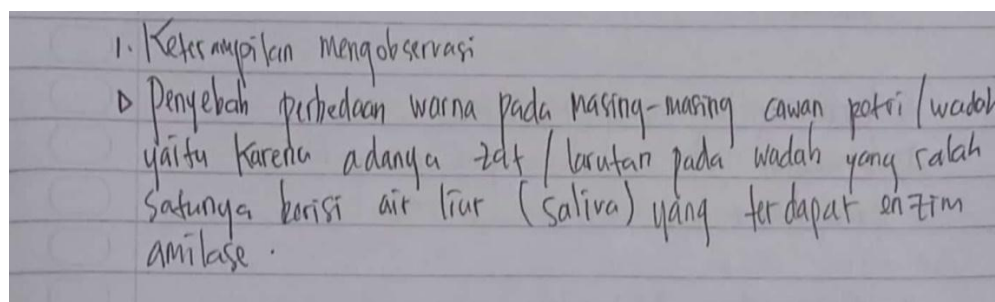 1. Keterampilan mengobservasi
▷ Penyebab perbedaan warna pada masing-masing cawan petri / wadah
yaitu karena adanya zat / larutan pada wadah yang salah
satunya berisi air liur (saliva) yang terdapat enzim
amilase.